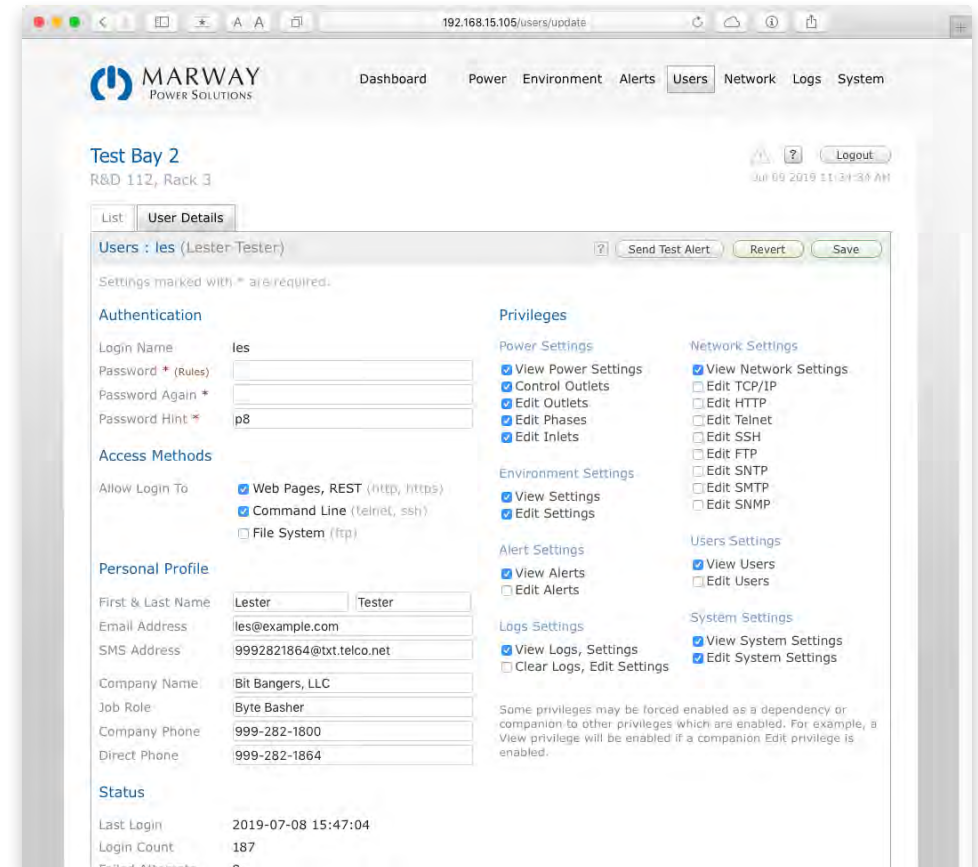 192.168.15.105/users/update
MARWAY
POWER SOLUTIONS
Dashboard Power Environment Alerts Users Network Logs System
Test Bay 2
R&D 112, Rack 3
? Logout
Jul 09 2019 11:34:34 AM
List User Details
Users : les (Lester Tester)
? Send Test Alert Revert Save
Settings marked with * are required.
Authentication
Login Name les
Password * (Rules)
Password Again *
Password Hint * p8
Access Methods
Allow Login To Web Pages, REST (http, https)
Command Line (telnet, ssh)
File System (ftp)
Personal Profile
First & Last Name Lester Tester
Email Address les@example.com
SMS Address 9992821864@txt.telco.net
Company Name Bit Bangers, LLC
Job Role Byte Basher
Company Phone 999-282-1800
Direct Phone 999-282-1864
Status
Last Login 2019-07-08 15:47:04
Login Count 187
Failed Attempts 0
Privileges
Power Settings
View Power Settings
Control Outlets
Edit Outlets
Edit Phases
Edit Inlets
Environment Settings
View Settings
Edit Settings
Alert Settings
View Alerts
Edit Alerts
Logs Settings
View Logs, Settings
Clear Logs, Edit Settings
Network Settings
View Network Settings
Edit TCP/IP
Edit HTTP
Edit Telnet
Edit SSH
Edit FTP
Edit SNTP
Edit SMTP
Edit SNMP
Users Settings
View Users
Edit Users
System Settings
View System Settings
Edit System Settings
Some privileges may be forced enabled as a dependency or
companion to other privileges which are enabled. For example, a
View privilege will be enabled if a companion Edit privilege is
enabled.